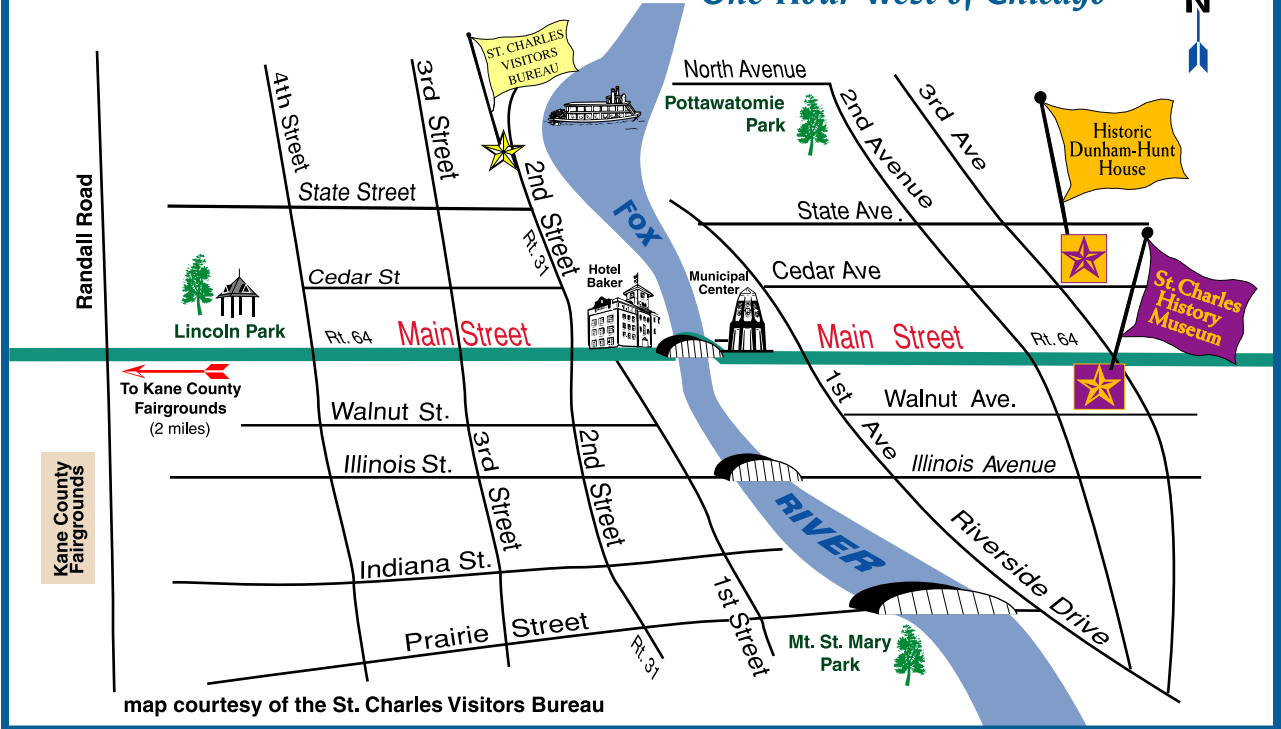 One Hour West of Chicago
N
ST. CHARLES
VISITORS
BUREAU
North Avenue
Pottawatomie
Park
2nd Avenue
3rd Ave
Historic
Dunham-Hunt
House
4th Street
3rd Street
2nd Street
Rt. 31
State Street
FOX
State Ave.
Randall Road
Cedar St
Hotel
Baker
Municipal
Center
Cedar Ave
St. Charles
History
Museum
Lincoln Park
Rt. 64
Main Street
Main Street
Rt. 64
To Kane County
Fairgrounds
(2 miles)
Walnut St.
1st Ave
Walnut Ave.
Illinois St.
3rd Street
2nd Street
Illinois Avenue
Kane County
Fairgrounds
RIVER
Riverside Drive
Indiana St.
1st Street
Prairie Street
Rt. 31
Mt. St. Mary
Park
map courtesy of the St. Charles Visitors Bureau